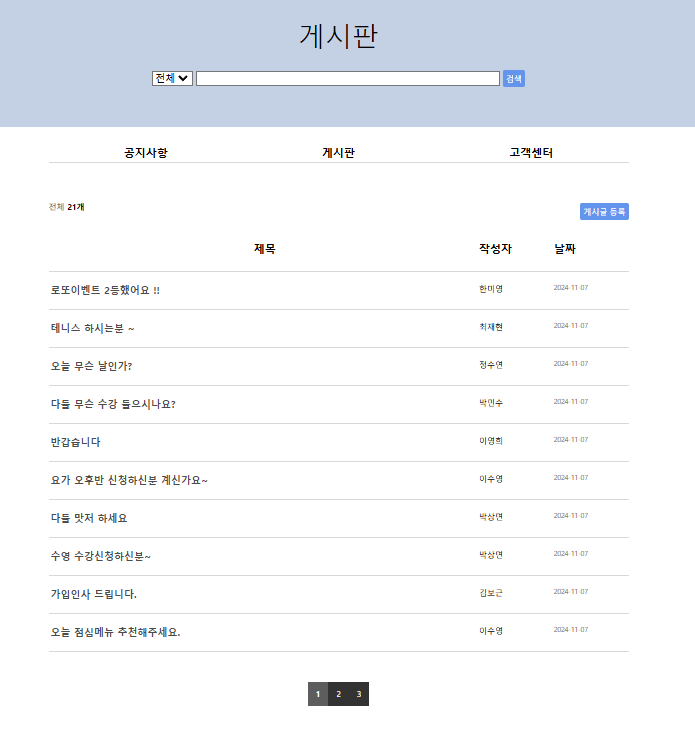 게시판
전체 검색
공지사항 게시판 고객센터
전체 21개 게시글 등록
제목 작성자 날짜
로또이벤트 2등했어요 !! 한미영 2024-11-07
테니스 하시는분 ~ 최재현 2024-11-07
오늘 무슨 날인가? 정수연 2024-11-07
다들 무슨 수강 들으시나요? 박민수 2024-11-07
반갑습니다 이영희 2024-11-07
요가 오후반 신청하신분 계신가요~ 이수영 2024-11-07
다들 맛저 하세요 박상면 2024-11-07
수영 수강신청하신분~ 박상면 2024-11-07
가입인사 드립니다. 김보근 2024-11-07
오늘 점심메뉴 추천해주세요. 이수영 2024-11-07
1 2 3